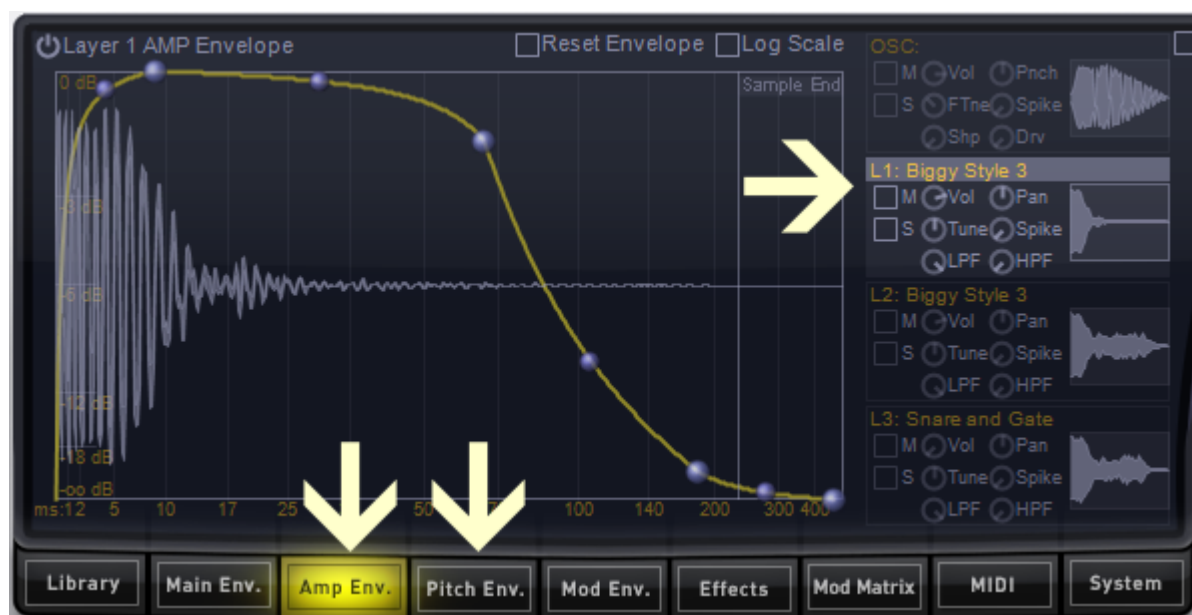 Layer 1 AMP Envelope Reset Envelope Log Scale
0 dB Sample End
-3 dB
-6 dB
-12 dB
-18 dB
-oo dB
ms:12 5 10 17 25 50 100 140 200 300 400
OSC:
M Vol Pnch
S FTne Spike
Shp Drv
L1: Biggy Style 3
M Vol Pan
S Tune Spike
LPF HPF
L2: Biggy Style 3
M Vol Pan
S Tune Spike
LPF HPF
L3: Snare and Gate
M Vol Pan
S Tune Spike
LPF HPF
Library Main Env. Amp Env. Pitch Env. Mod Env. Effects Mod Matrix MIDI System